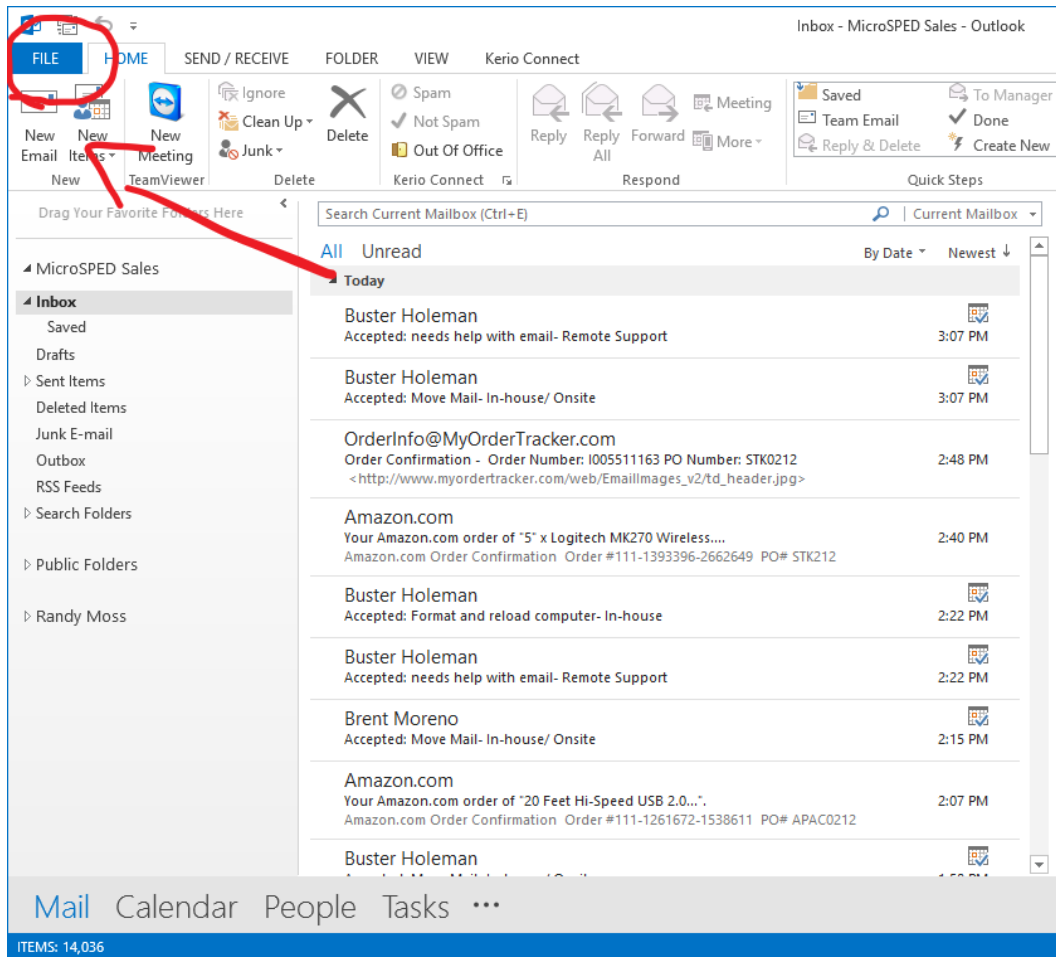 Inbox - MicroSPED Sales - Outlook
FILE HOME SEND / RECEIVE FOLDER VIEW Kerio Connect
Ignore Spam Meeting Saved To Manager
Clean Up Not Spam Team Email Done
Junk Out Of Office More Reply & Delete Create New
New Email New Items New Meeting Delete Reply Reply All Forward
New TeamViewer Delete Kerio Connect Respond Quick Steps
Drag Your Favorite Folders Here
Search Current Mailbox (Ctrl+E) Current Mailbox
All Unread By Date Newest
MicroSPED Sales
Inbox
Saved
Drafts
Sent Items
Deleted Items
Junk E-mail
Outbox
RSS Feeds
Search Folders
Public Folders
Randy Moss
Today
Buster Holeman
Accepted: needs help with email- Remote Support 3:07 PM
Buster Holeman
Accepted: Move Mail- In-house/ Onsite 3:07 PM
OrderInfo@MyOrderTracker.com
Order Confirmation - Order Number: I005511163 PO Number: STK0212 2:48 PM
<http://www.myordertracker.com/web/EmailImages_v2/td_header.jpg>
Amazon.com
Your Amazon.com order of "5" x Logitech MK270 Wireless.... 2:40 PM
Amazon.com Order Confirmation Order #111-1393396-2662649 PO# STK212
Buster Holeman
Accepted: Format and reload computer- In-house 2:22 PM
Buster Holeman
Accepted: needs help with email- Remote Support 2:22 PM
Brent Moreno
Accepted: Move Mail- In-house/ Onsite 2:15 PM
Amazon.com
Your Amazon.com order of "20 Feet Hi-Speed USB 2.0...". 2:07 PM
Amazon.com Order Confirmation Order #111-1261672-1538611 PO# APAC0212
Buster Holeman
Mail Calendar People Tasks ...
ITEMS: 14,036